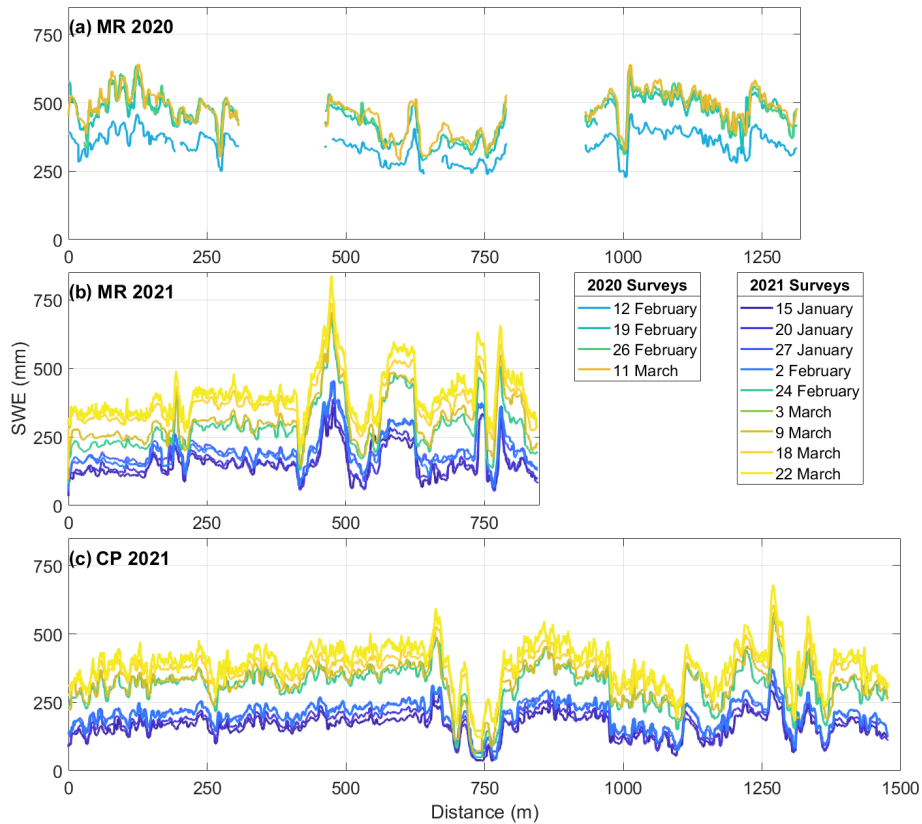 (a) MR 2020
750
500
250
0
0 250 500 750 1000 1250
(b) MR 2021
750
500
250
0
0 250 500 750
SWE (mm)
2020 Surveys
12 February
19 February
26 February
11 March
2021 Surveys
15 January
20 January
27 January
2 February
24 February
3 March
9 March
18 March
22 March
(c) CP 2021
750
500
250
0
0 250 500 750 1000 1250 1500
Distance (m)